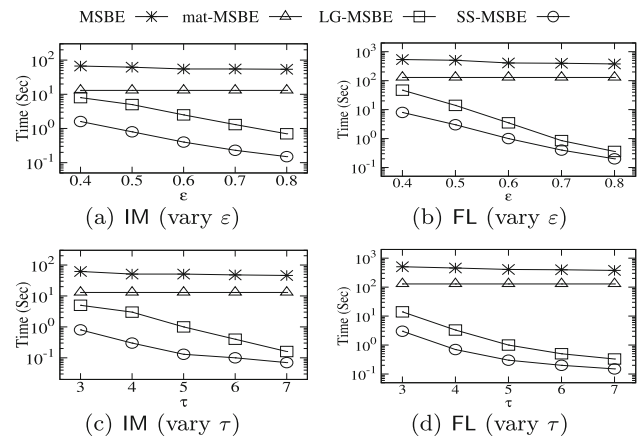 MSBE mat-MSBE LG-MSBE SS-MSBE
Time (Sec)
10^2
10^1
10^0
10^-1
0.4 0.5 0.6 0.7 0.8
ε
(a) IM (vary ε)
Time (Sec)
10^3
10^2
10^1
10^0
10^-1
0.4 0.5 0.6 0.7 0.8
ε
(b) FL (vary ε)
Time (Sec)
10^2
10^1
10^0
10^-1
3 4 5 6 7
τ
(c) IM (vary τ)
Time (Sec)
10^3
10^2
10^1
10^0
10^-1
3 4 5 6 7
τ
(d) FL (vary τ)